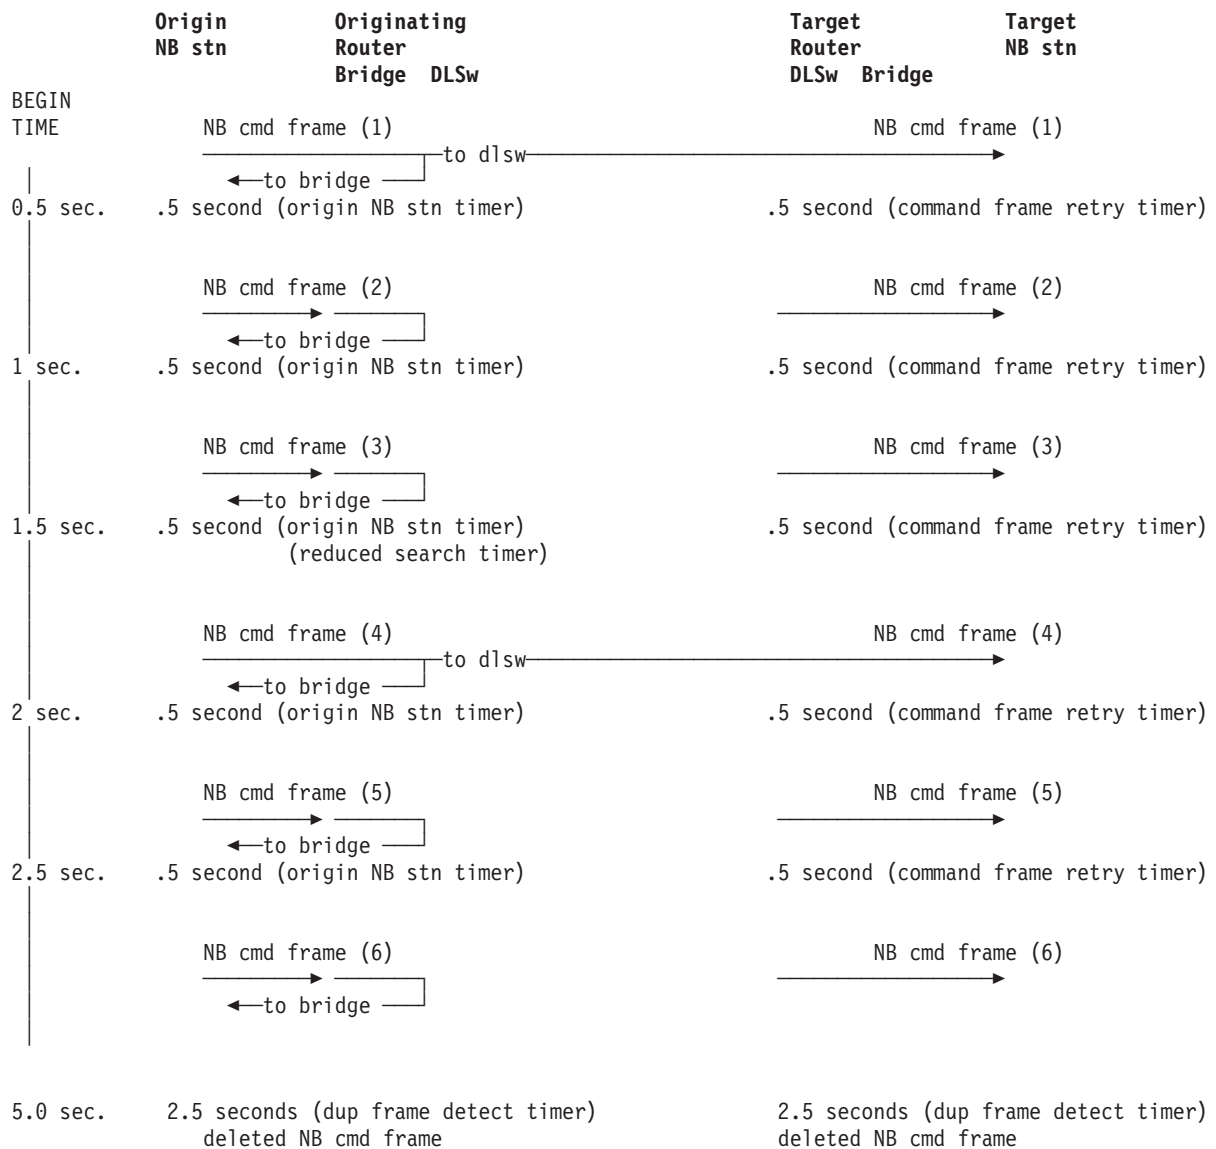 Origin Originating Target Target
NB stn Router Router NB stn
Bridge DLSw DLSw Bridge
BEGIN
TIME NB cmd frame (1) NB cmd frame (1)
to dlsw
to bridge
0.5 sec. .5 second (origin NB stn timer) .5 second (command frame retry timer)
NB cmd frame (2) NB cmd frame (2)
to bridge
1 sec. .5 second (origin NB stn timer) .5 second (command frame retry timer)
NB cmd frame (3) NB cmd frame (3)
to bridge
1.5 sec. .5 second (origin NB stn timer) .5 second (command frame retry timer)
(reduced search timer)
NB cmd frame (4) NB cmd frame (4)
to dlsw
to bridge
2 sec. .5 second (origin NB stn timer) .5 second (command frame retry timer)
NB cmd frame (5) NB cmd frame (5)
to bridge
2.5 sec. .5 second (origin NB stn timer) .5 second (command frame retry timer)
NB cmd frame (6) NB cmd frame (6)
to bridge
5.0 sec. 2.5 seconds (dup frame detect timer) 2.5 seconds (dup frame detect timer)
deleted NB cmd frame deleted NB cmd frame